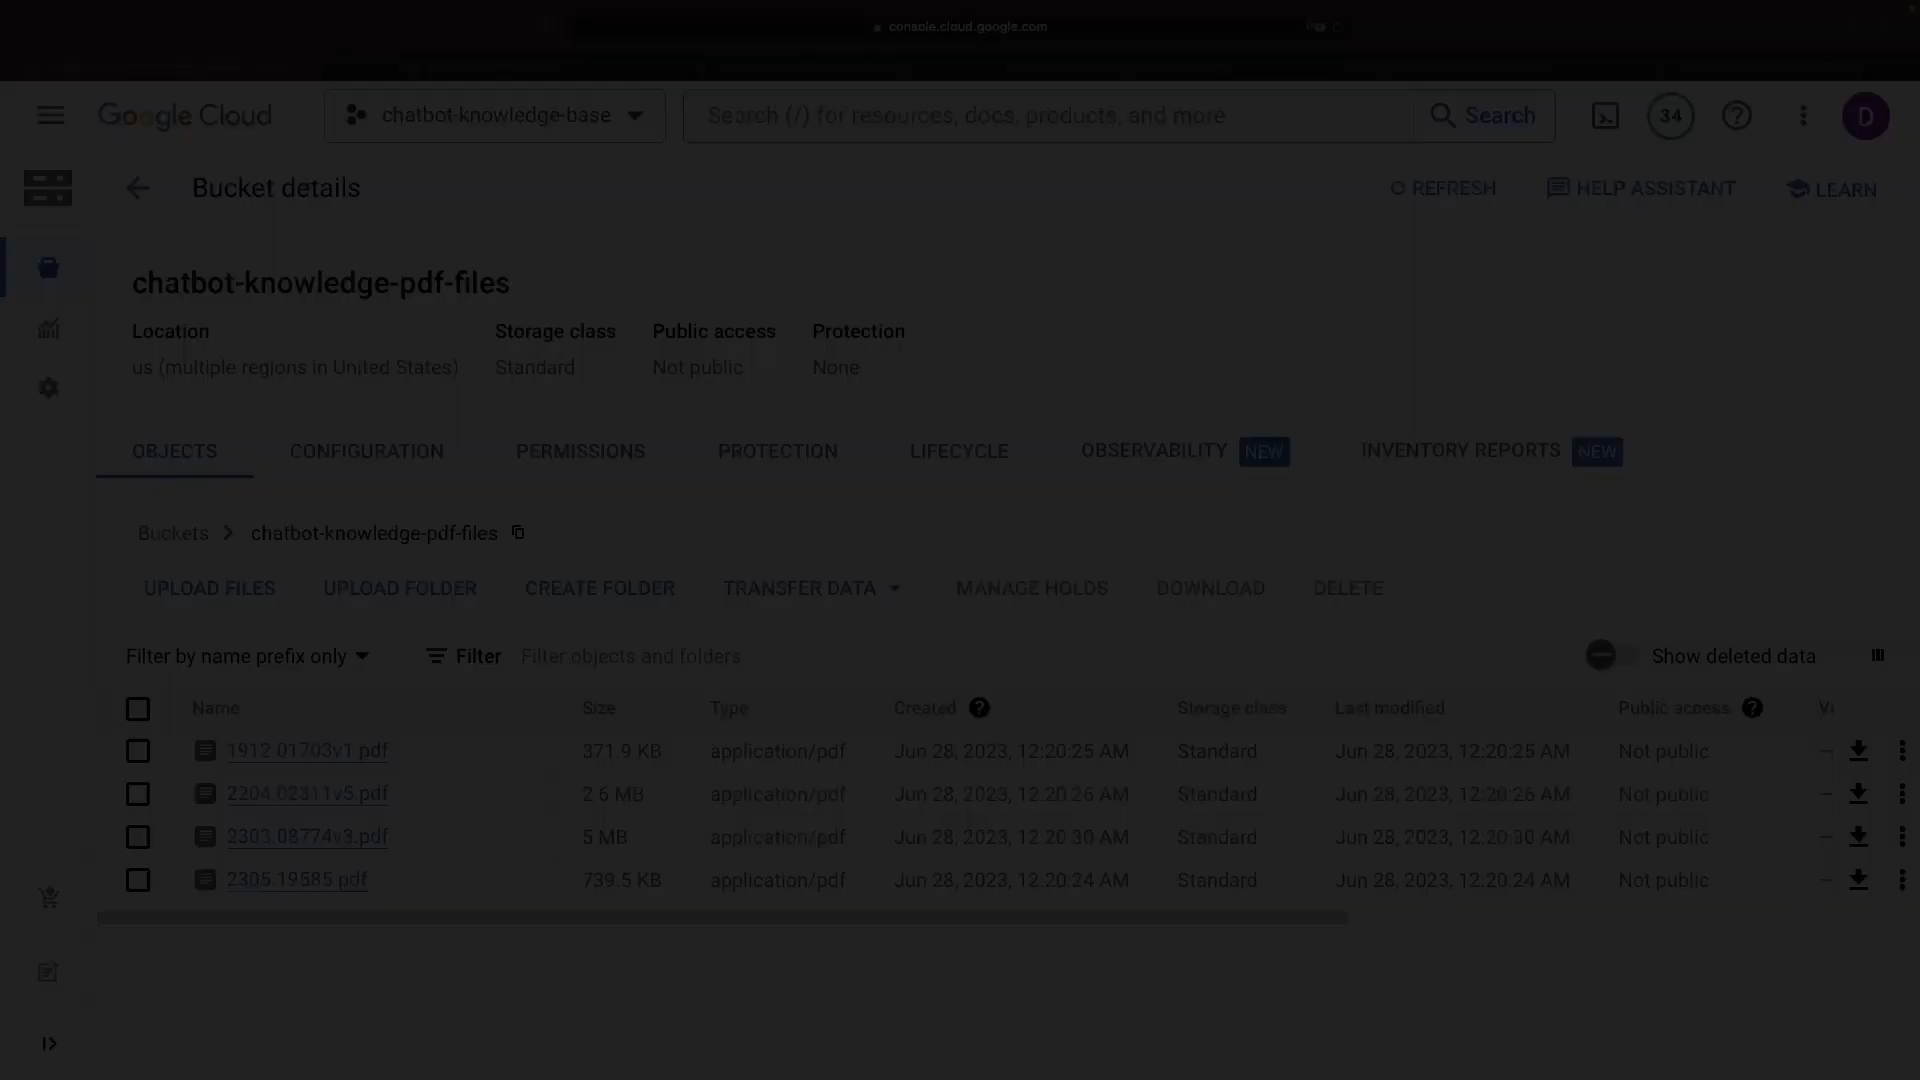 console.cloud.google.com
Google Cloud
chatbot-knowledge-base
Search (/) for resources, docs, products, and more
Search
34
D
Bucket details
REFRESH
HELP ASSISTANT
LEARN
chatbot-knowledge-pdf-files
Location Storage class Public access Protection
us (multiple regions in United States) Standard Not public None
OBJECTS CONFIGURATION PERMISSIONS PROTECTION LIFECYCLE OBSERVABILITY NEW INVENTORY REPORTS NEW
Buckets > chatbot-knowledge-pdf-files
UPLOAD FILES UPLOAD FOLDER CREATE FOLDER TRANSFER DATA MANAGE HOLDS DOWNLOAD DELETE
Filter by name prefix only Filter Filter objects and folders Show deleted data
Name Size Type Created Storage class Last modified Public access
1912.01703v1.pdf 371.9 KB application/pdf Jun 28, 2023, 12:20:25 AM Standard Jun 28, 2023, 12:20:25 AM Not public —
2204.02311v5.pdf 2.6 MB application/pdf Jun 28, 2023, 12:20:26 AM Standard Jun 28, 2023, 12:20:26 AM Not public —
2303.08774v3.pdf 5 MB application/pdf Jun 28, 2023, 12:20:30 AM Standard Jun 28, 2023, 12:20:30 AM Not public —
2305.19585.pdf 739.5 KB application/pdf Jun 28, 2023, 12:20:24 AM Standard Jun 28, 2023, 12:20:24 AM Not public —